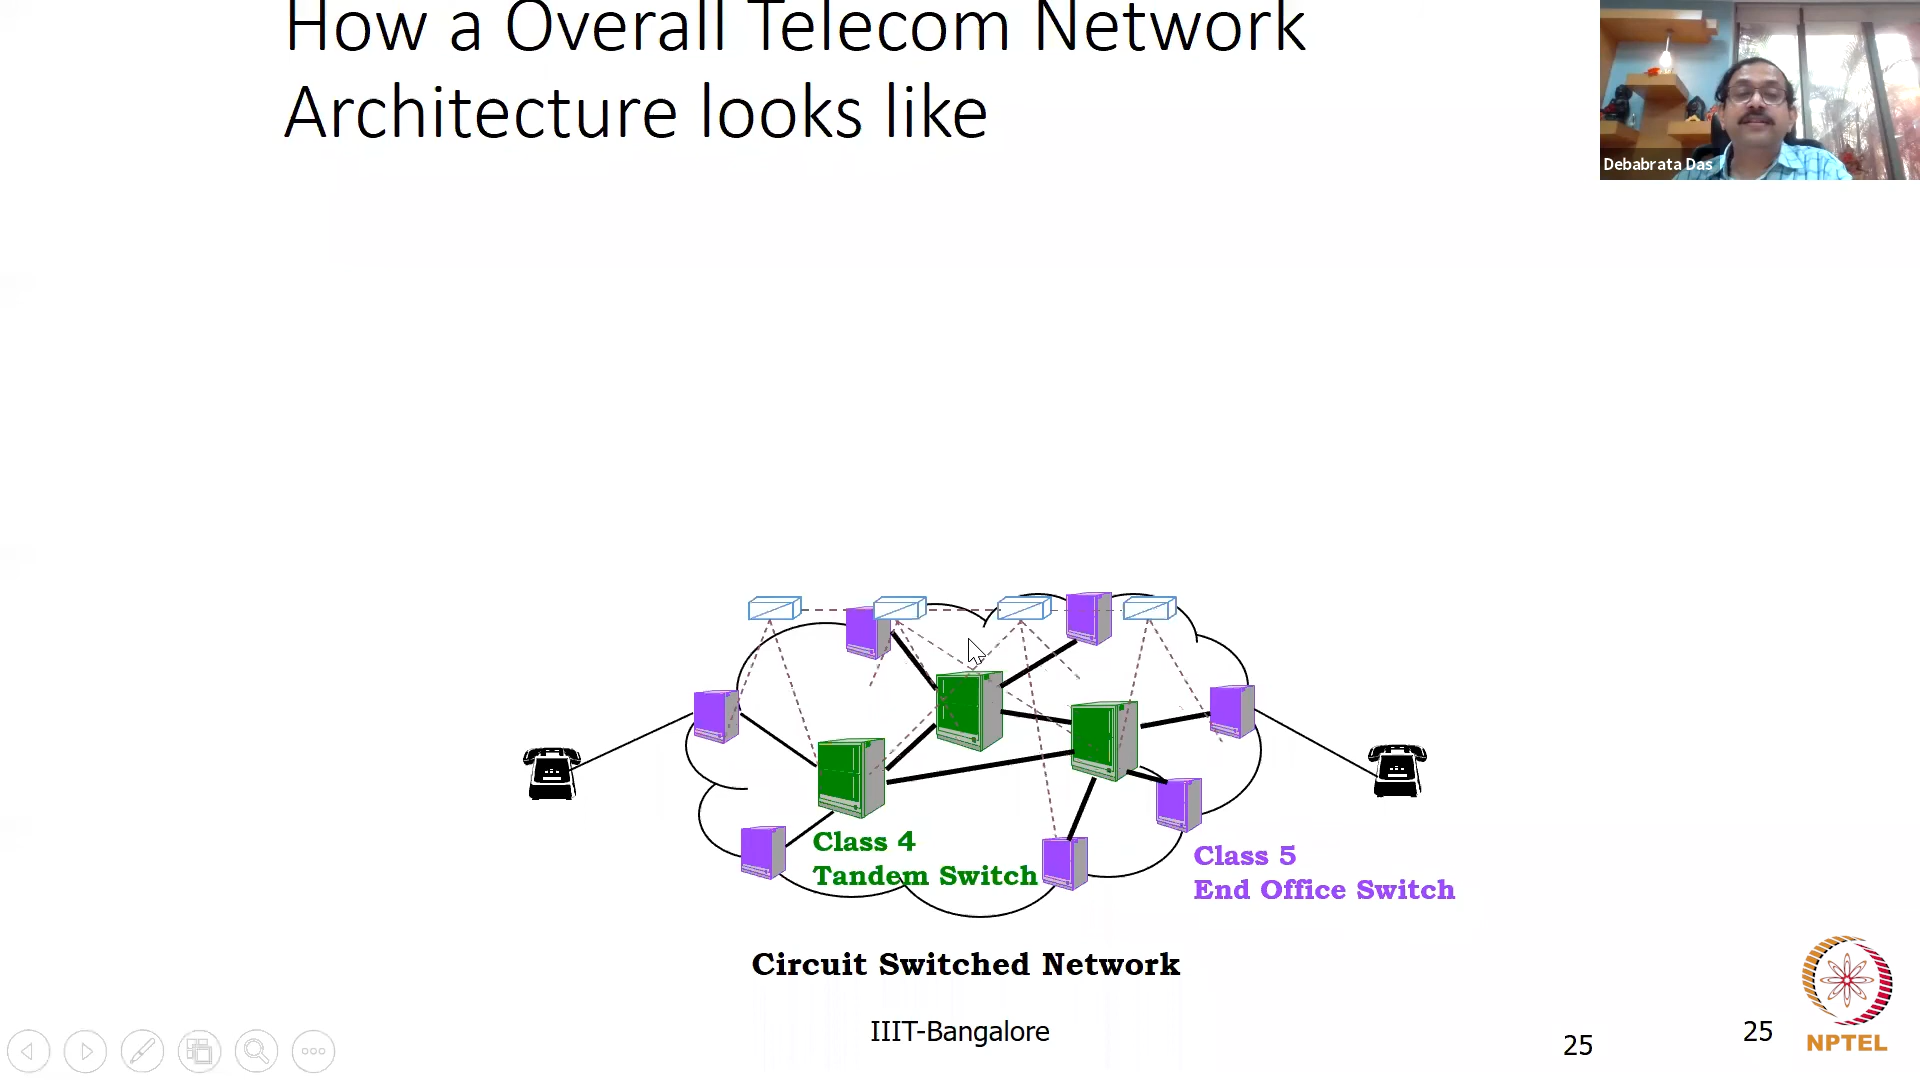 How a Overall Telecom Network
Architecture looks like
Debabrata Das
Class 4
Tandem Switch
Class 5
End Office Switch
Circuit Switched Network
IIIT-Bangalore
25
25
NPTEL